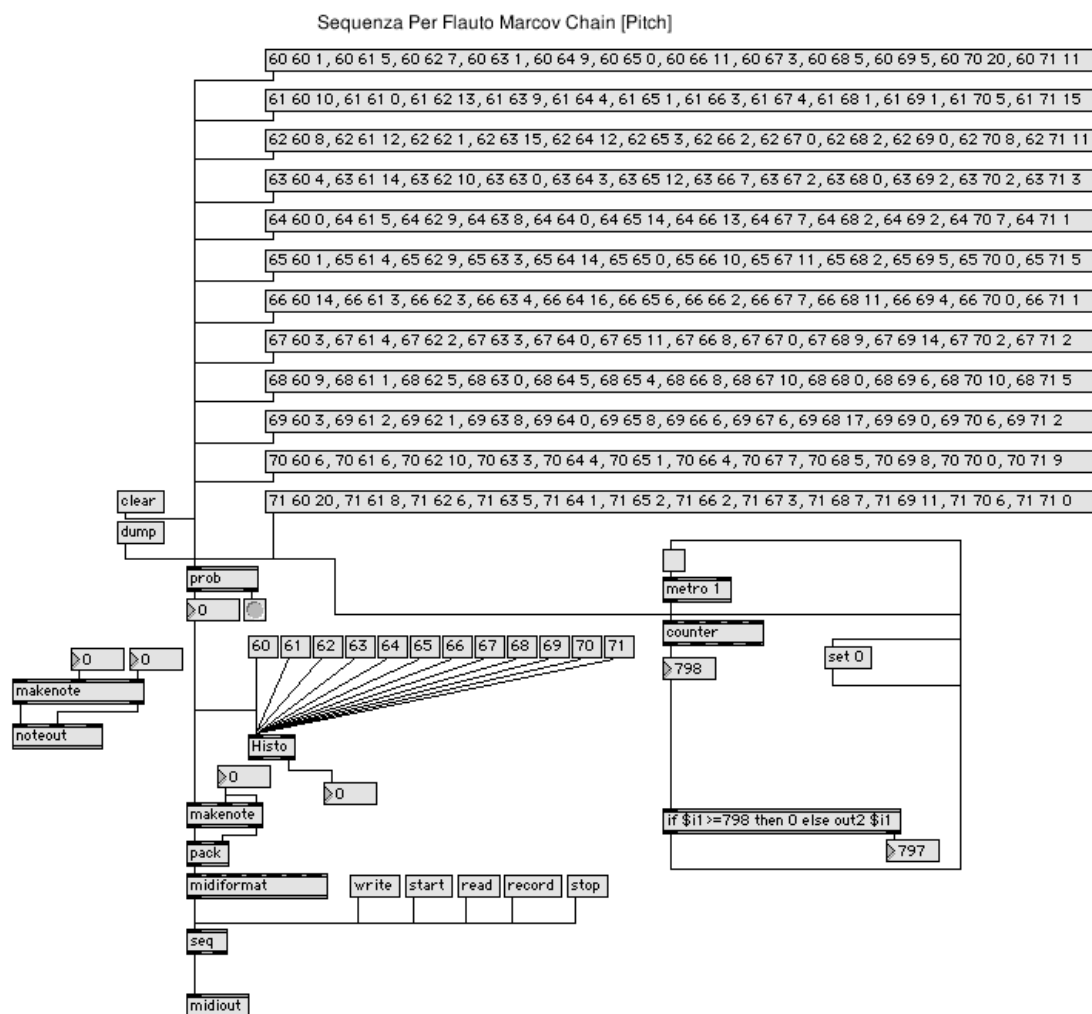 Sequenza Per Flauto Marcov Chain [Pitch]
60 60 1, 60 61 5, 60 62 7, 60 63 1, 60 64 9, 60 65 0, 60 66 11, 60 67 3, 60 68 5, 60 69 5, 60 70 20, 60 71 11
61 60 10, 61 61 0, 61 62 13, 61 63 9, 61 64 4, 61 65 1, 61 66 3, 61 67 4, 61 68 1, 61 69 1, 61 70 5, 61 71 15
62 60 8, 62 61 12, 62 62 1, 62 63 15, 62 64 12, 62 65 3, 62 66 2, 62 67 0, 62 68 2, 62 69 0, 62 70 8, 62 71 11
63 60 4, 63 61 14, 63 62 10, 63 63 0, 63 64 3, 63 65 12, 63 66 7, 63 67 2, 63 68 0, 63 69 2, 63 70 2, 63 71 3
64 60 0, 64 61 5, 64 62 9, 64 63 8, 64 64 0, 64 65 14, 64 66 13, 64 67 7, 64 68 2, 64 69 2, 64 70 7, 64 71 1
65 60 1, 65 61 4, 65 62 9, 65 63 3, 65 64 14, 65 65 0, 65 66 10, 65 67 11, 65 68 2, 65 69 5, 65 70 0, 65 71 5
66 60 14, 66 61 3, 66 62 3, 66 63 4, 66 64 16, 66 65 6, 66 66 2, 66 67 7, 66 68 11, 66 69 4, 66 70 0, 66 71 1
67 60 3, 67 61 4, 67 62 2, 67 63 3, 67 64 0, 67 65 11, 67 66 8, 67 67 0, 67 68 9, 67 69 14, 67 70 2, 67 71 2
68 60 9, 68 61 1, 68 62 5, 68 63 0, 68 64 5, 68 65 4, 68 66 8, 68 67 10, 68 68 0, 68 69 6, 68 70 10, 68 71 5
69 60 3, 69 61 2, 69 62 1, 69 63 8, 69 64 0, 69 65 8, 69 66 6, 69 67 6, 69 68 17, 69 69 0, 69 70 6, 69 71 2
70 60 6, 70 61 6, 70 62 10, 70 63 3, 70 64 4, 70 65 1, 70 66 4, 70 67 7, 70 68 5, 70 69 8, 70 70 0, 70 71 9
71 60 20, 71 61 8, 71 62 6, 71 63 5, 71 64 1, 71 65 2, 71 66 2, 71 67 3, 71 68 7, 71 69 11, 71 70 6, 71 71 0
clear
dump
prob
0
metro 1
counter
798
set 0
60 61 62 63 64 65 66 67 68 69 70 71
0 0
makenote
noteout
Histo
0
0
makenote
pack
midiformat
if $i1 >=798 then 0 else out2 $i1
797
write start read record stop
seq
midiout